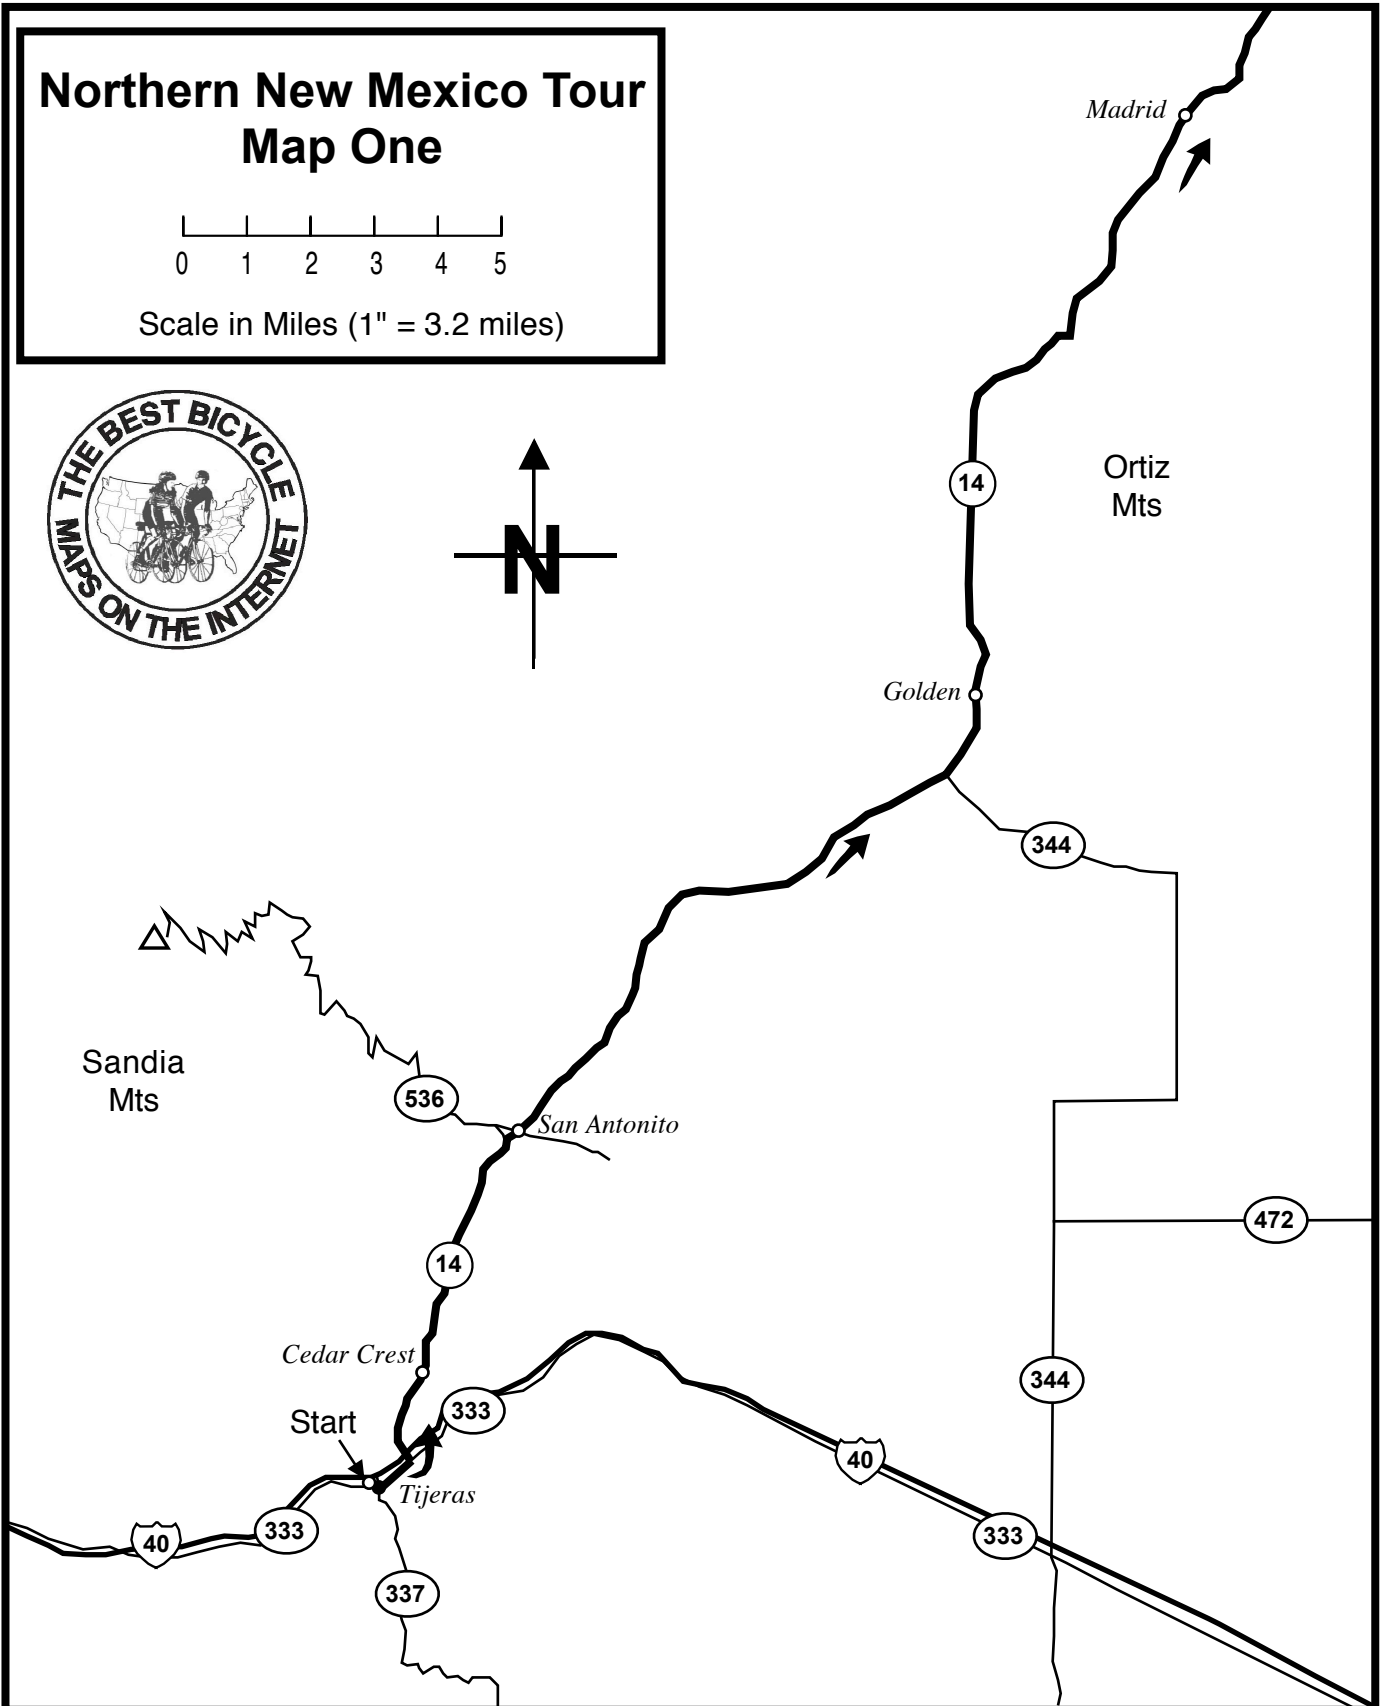 Northern New Mexico Tour
Map One
0 1 2 3 4 5
Scale in Miles (1" = 3.2 miles)
THE BEST BICYCLE
MAPS ON THE INTERNET
N
Madrid
Ortiz
Mts
14
Golden
344
Sandia
Mts
536
San Antonito
472
14
Cedar Crest
344
Start
333
40
Tijeras
333
40
333
337